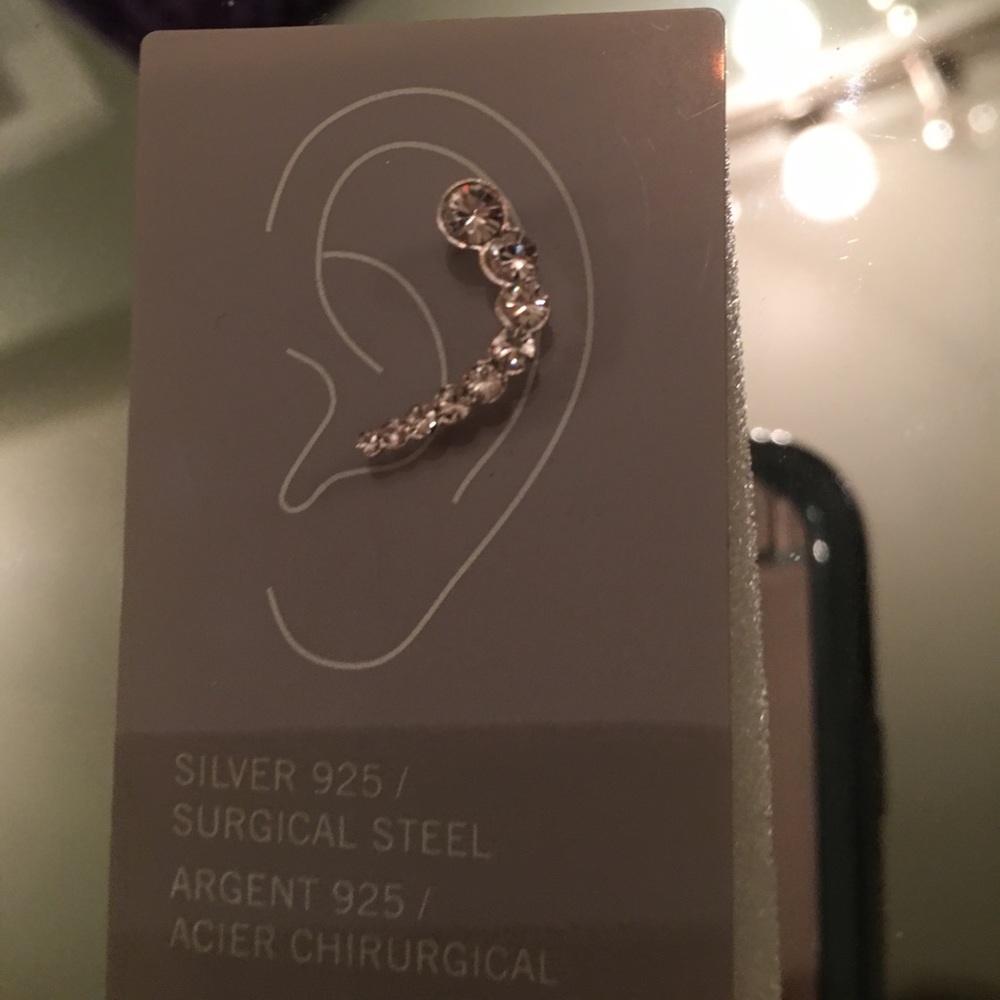 SILVER 925 /
SURGICAL STEEL
ARGENT 925 /
ACIER CHIRURGICAL